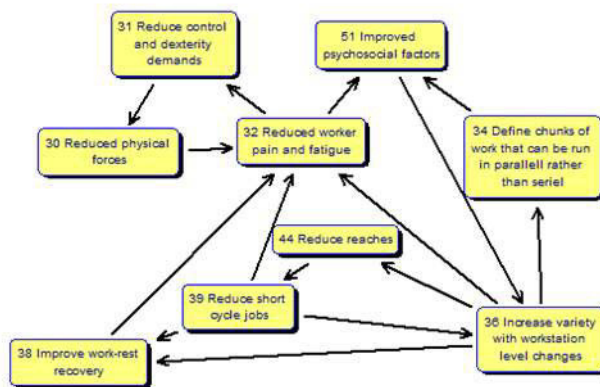 31 Reduce control
and dexterity
demands
51 Improved
psychosocial factors
30 Reduced physical
forces
32 Reduced worker
pain and fatigue
34 Define chunks of
work that can be run
in parallell rather
than seriel
44 Reduce reaches
39 Reduce short
cycle jobs
38 Improve work-rest
recovery
36 Increase variety
with workstation
level changes